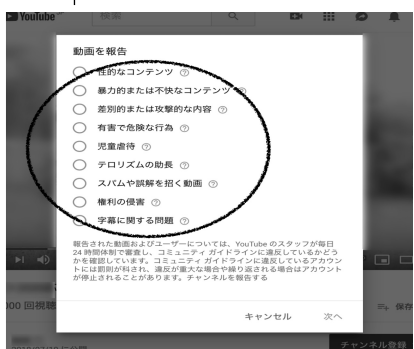 YouTube
検索
動画を報告
性的なコンテンツ
暴力的または不快なコンテンツ
差別的または攻撃的な内容
有害で危険な行為
児童虐待
テロリズムの助長
スパムや誤解を招く動画
権利の侵害
字幕に関する問題
報告された動画およびユーザーについては、YouTube のスタッフが毎日
24 時間体制で審査し、コミュニティ ガイドラインに違反しているかどう
かを確認しています。コミュニティ ガイドラインに違反しているアカウン
トには罰則が科され、違反が重大な場合や繰り返される場合はアカウント
が停止されることがあります。チャンネルを報告する
000 回視聴
保存
キャンセル 次へ
チャンネル登録